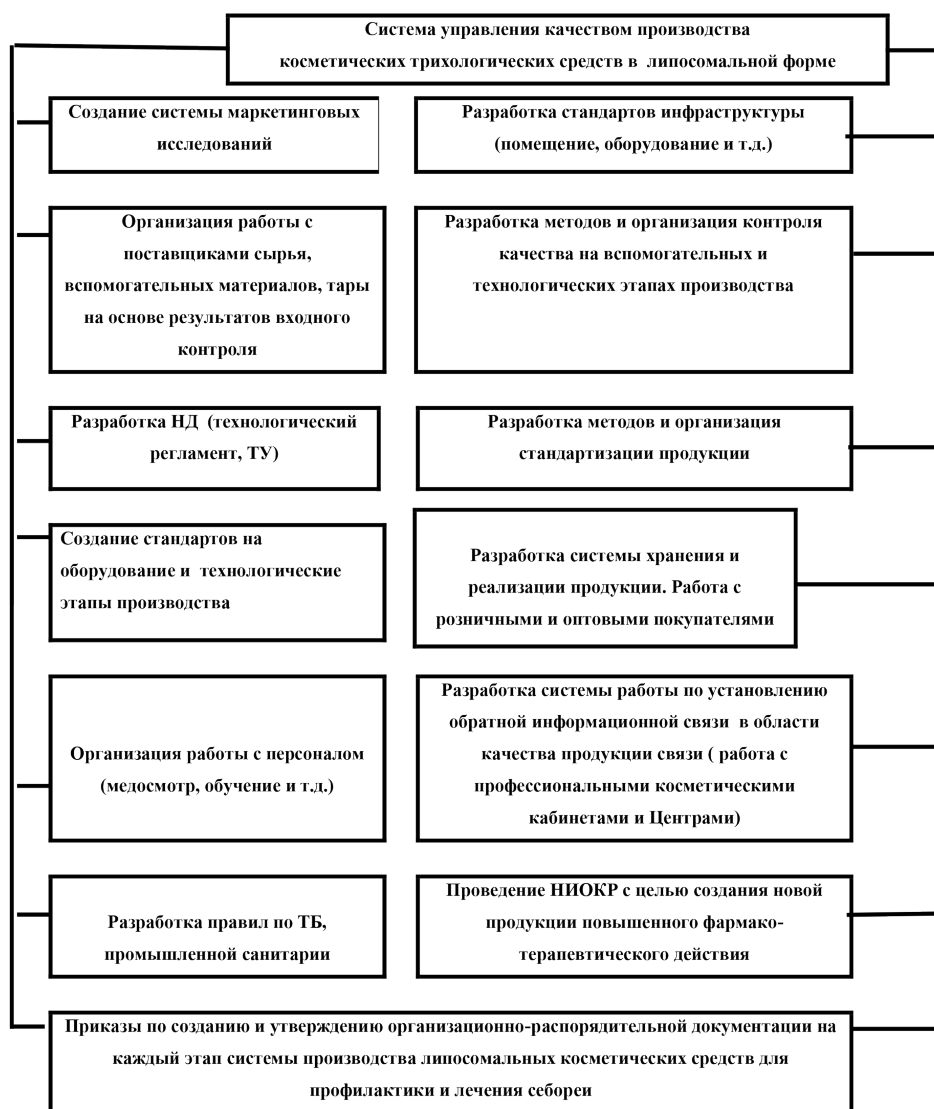 Система управления качеством производства
косметических трихологических средств в липосомальной форме
Создание системы маркетинговых
исследований
Разработка стандартов инфраструктуры
(помещение, оборудование и т.д.)
Организация работы с
поставщиками сырья,
вспомогательных материалов, тары
на основе результатов входного
контроля
Разработка методов и организация контроля
качества на вспомогательных и
технологических этапах производства
Разработка НД (технологический
регламент, ТУ)
Разработка методов и организация
стандартизации продукции
Создание стандартов на
оборудование и технологические
этапы производства
Разработка системы хранения и
реализации продукции. Работа с
розничными и оптовыми покупателями
Организация работы с персоналом
(медосмотр, обучение и т.д.)
Разработка системы работы по установлению
обратной информационной связи в области
качества продукции связи ( работа с
профессиональными косметическими
кабинетами и Центрами)
Разработка правил по ТБ,
промышленной санитарии
Проведение НИОКР с целью создания новой
продукции повышенного фармако-
терапевтического действия
Приказы по созданию и утверждению организационно-распорядительной документации на
каждый этап системы производства липосомальных косметических средств для
профилактики и лечения себореи